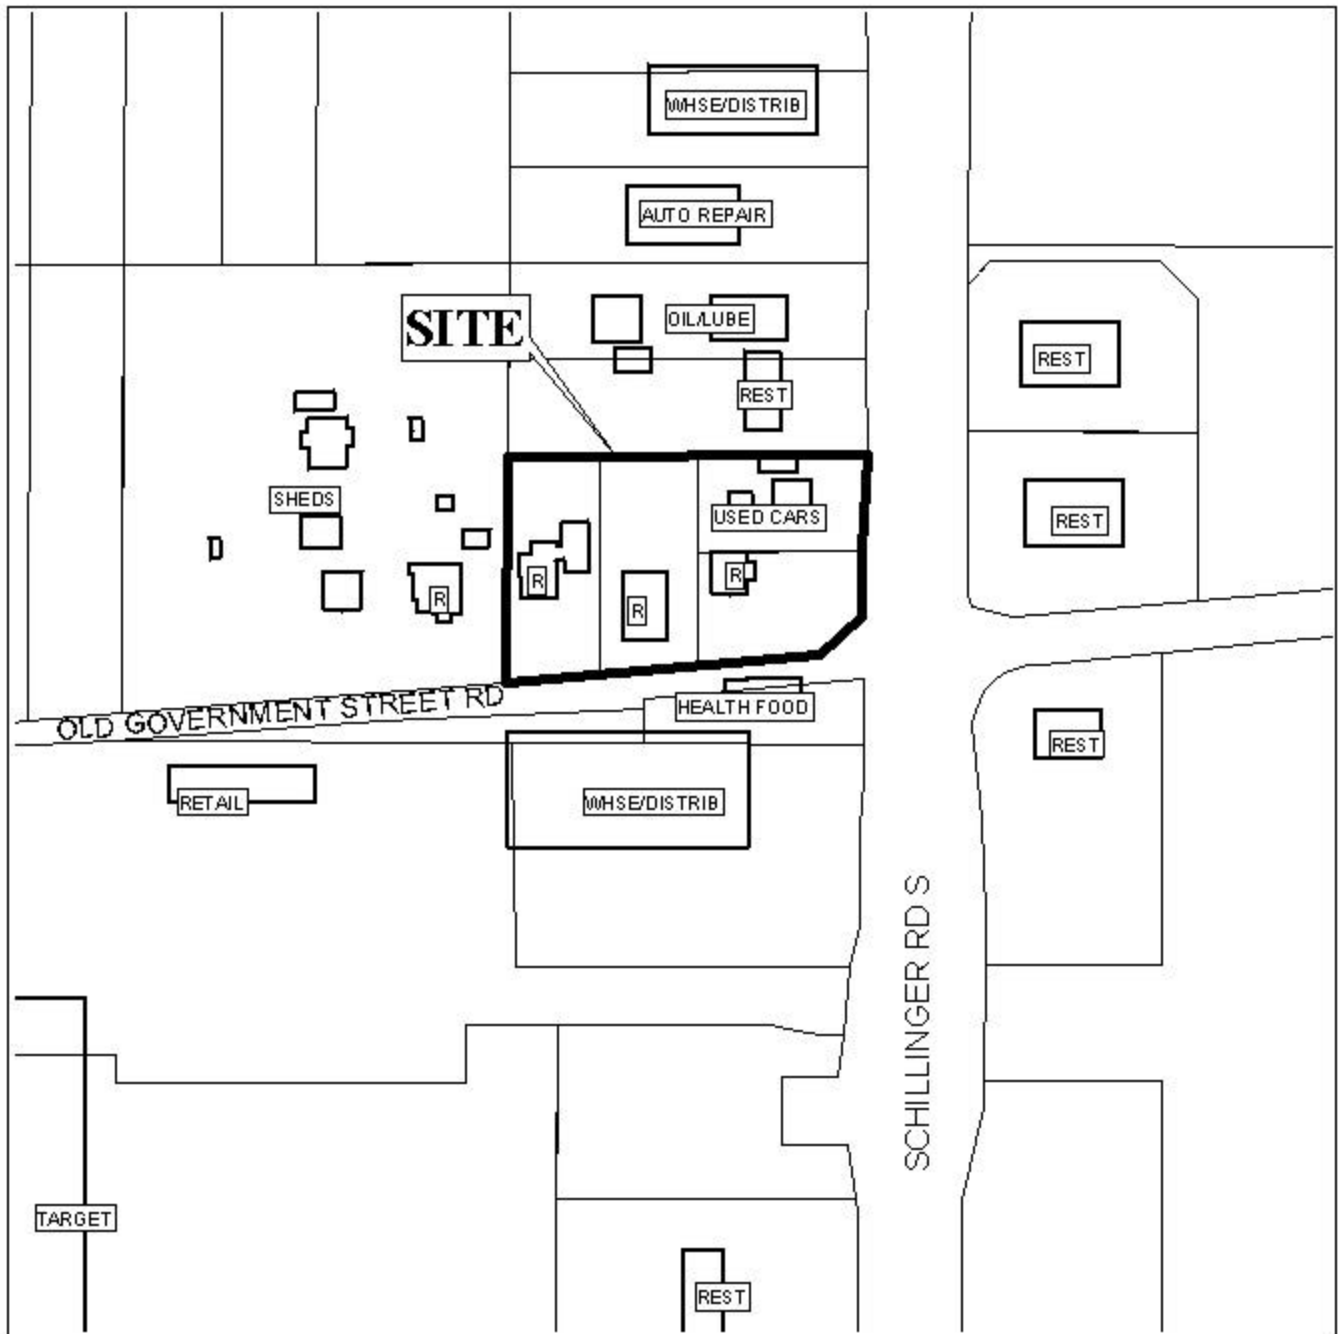 WHSE/DISTRIB
AUTO REPAIR
SITE
OIL/LUBE
REST
REST
REST
SHEDS
USED CARS
R
R
R
R
OLD GOVERNMENT STREET RD
HEALTH FOOD
REST
RETAIL
WHSE/DISTRIB
SCHILLINGER RD S
TARGET
REST